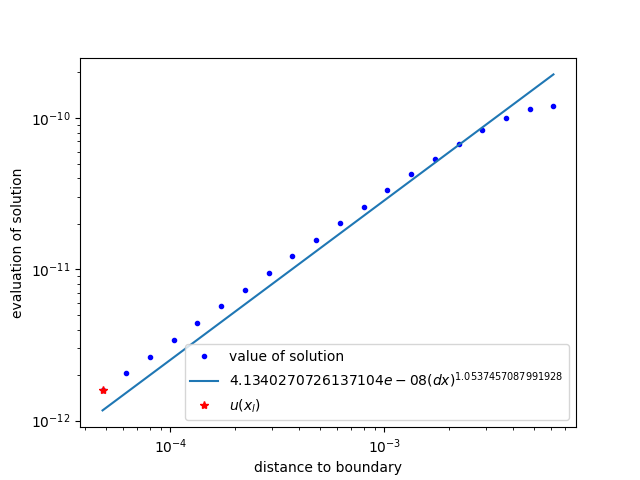 evaluation of solution
10⁻¹⁰
10⁻¹¹
10⁻¹²
value of solution
4.1340270726137104e − 08(dx)^1.0537457087991928
u(x_l)
10⁻⁴ 10⁻³
distance to boundary